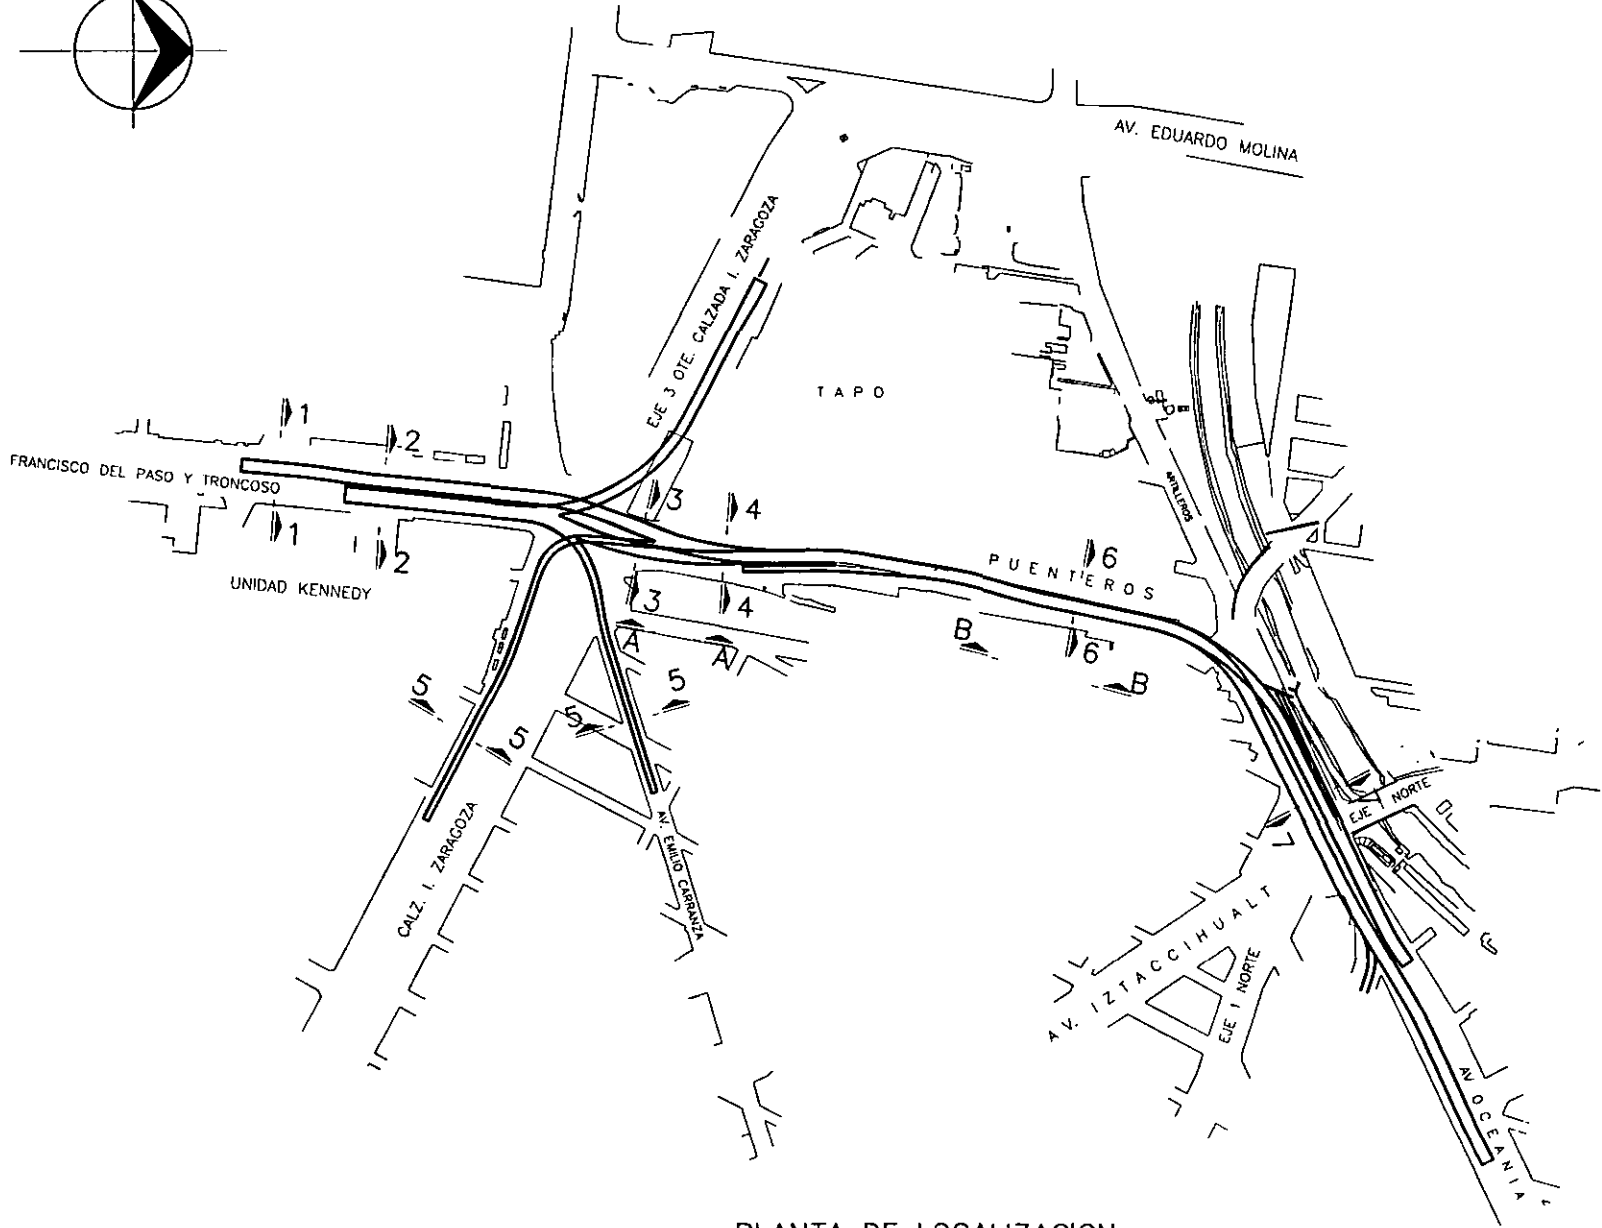 AV. EDUARDO MOLINA
EJE 3 OTE. CALZADA I. ZARAGOZA
TAPO
1
2
FRANCISCO DEL PASO Y TRONCOSO
3
4
ARTILLEROS
1
2
PUENTEROS
6
UNIDAD KENNEDY
3
4
A
A
B
6
B
5
5
5
5
EJE NORTE
7
CALZ. I. ZARAGOZA
AV. EMILIO CARRANZA
AV. IZTACCIHUALT
EJE 1 NORTE
AV OCEANIA
PLANTA DE LOCALIZACION